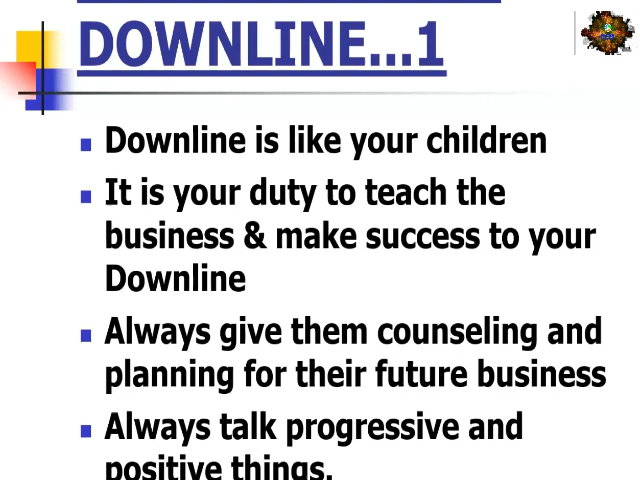 DOWNLINE...1
Downline is like your children
It is your duty to teach the
business & make success to your
Downline
Always give them counseling and
planning for their future business
Always talk progressive and
positive things.